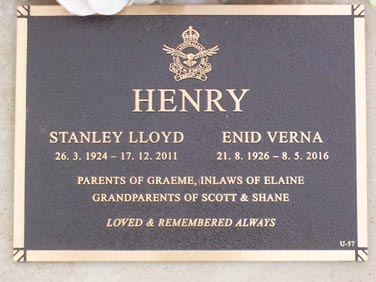 HENRY
STANLEY LLOYD ENID VERNA
26. 3. 1924 – 17. 12. 2011 21. 8. 1926 – 8. 5. 2016
PARENTS OF GRAEME, INLAWS OF ELAINE
GRANDPARENTS OF SCOTT & SHANE
LOVED & REMEMBERED ALWAYS
U-57